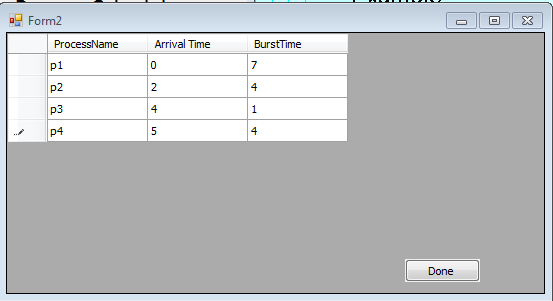 Form2
ProcessName Arrival Time BurstTime
p1 0 7
p2 2 4
p3 4 1
p4 5 4
Done